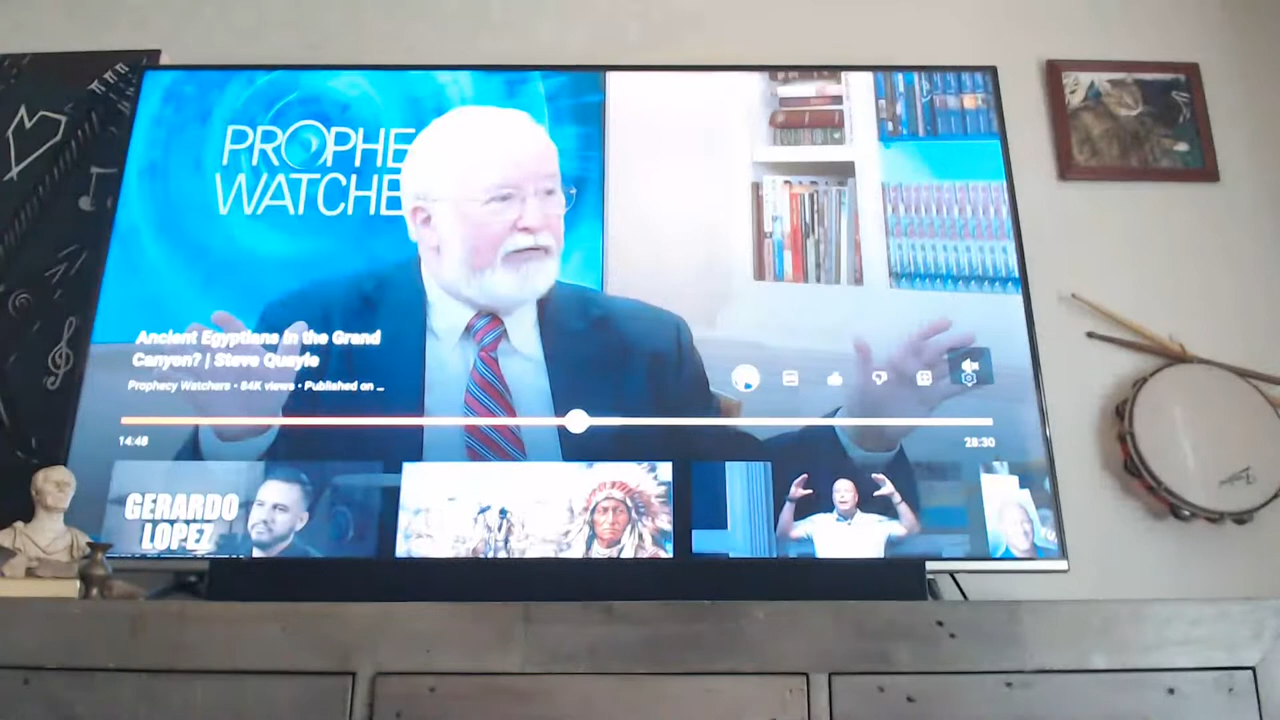 PROPHE
WATCHE
Ancient Egyptians in the Grand
Canyon? | Steve Quayle
Prophecy Watchers • 84K views • Published on ...
14:48
28:30
GERARDO
LOPEZ